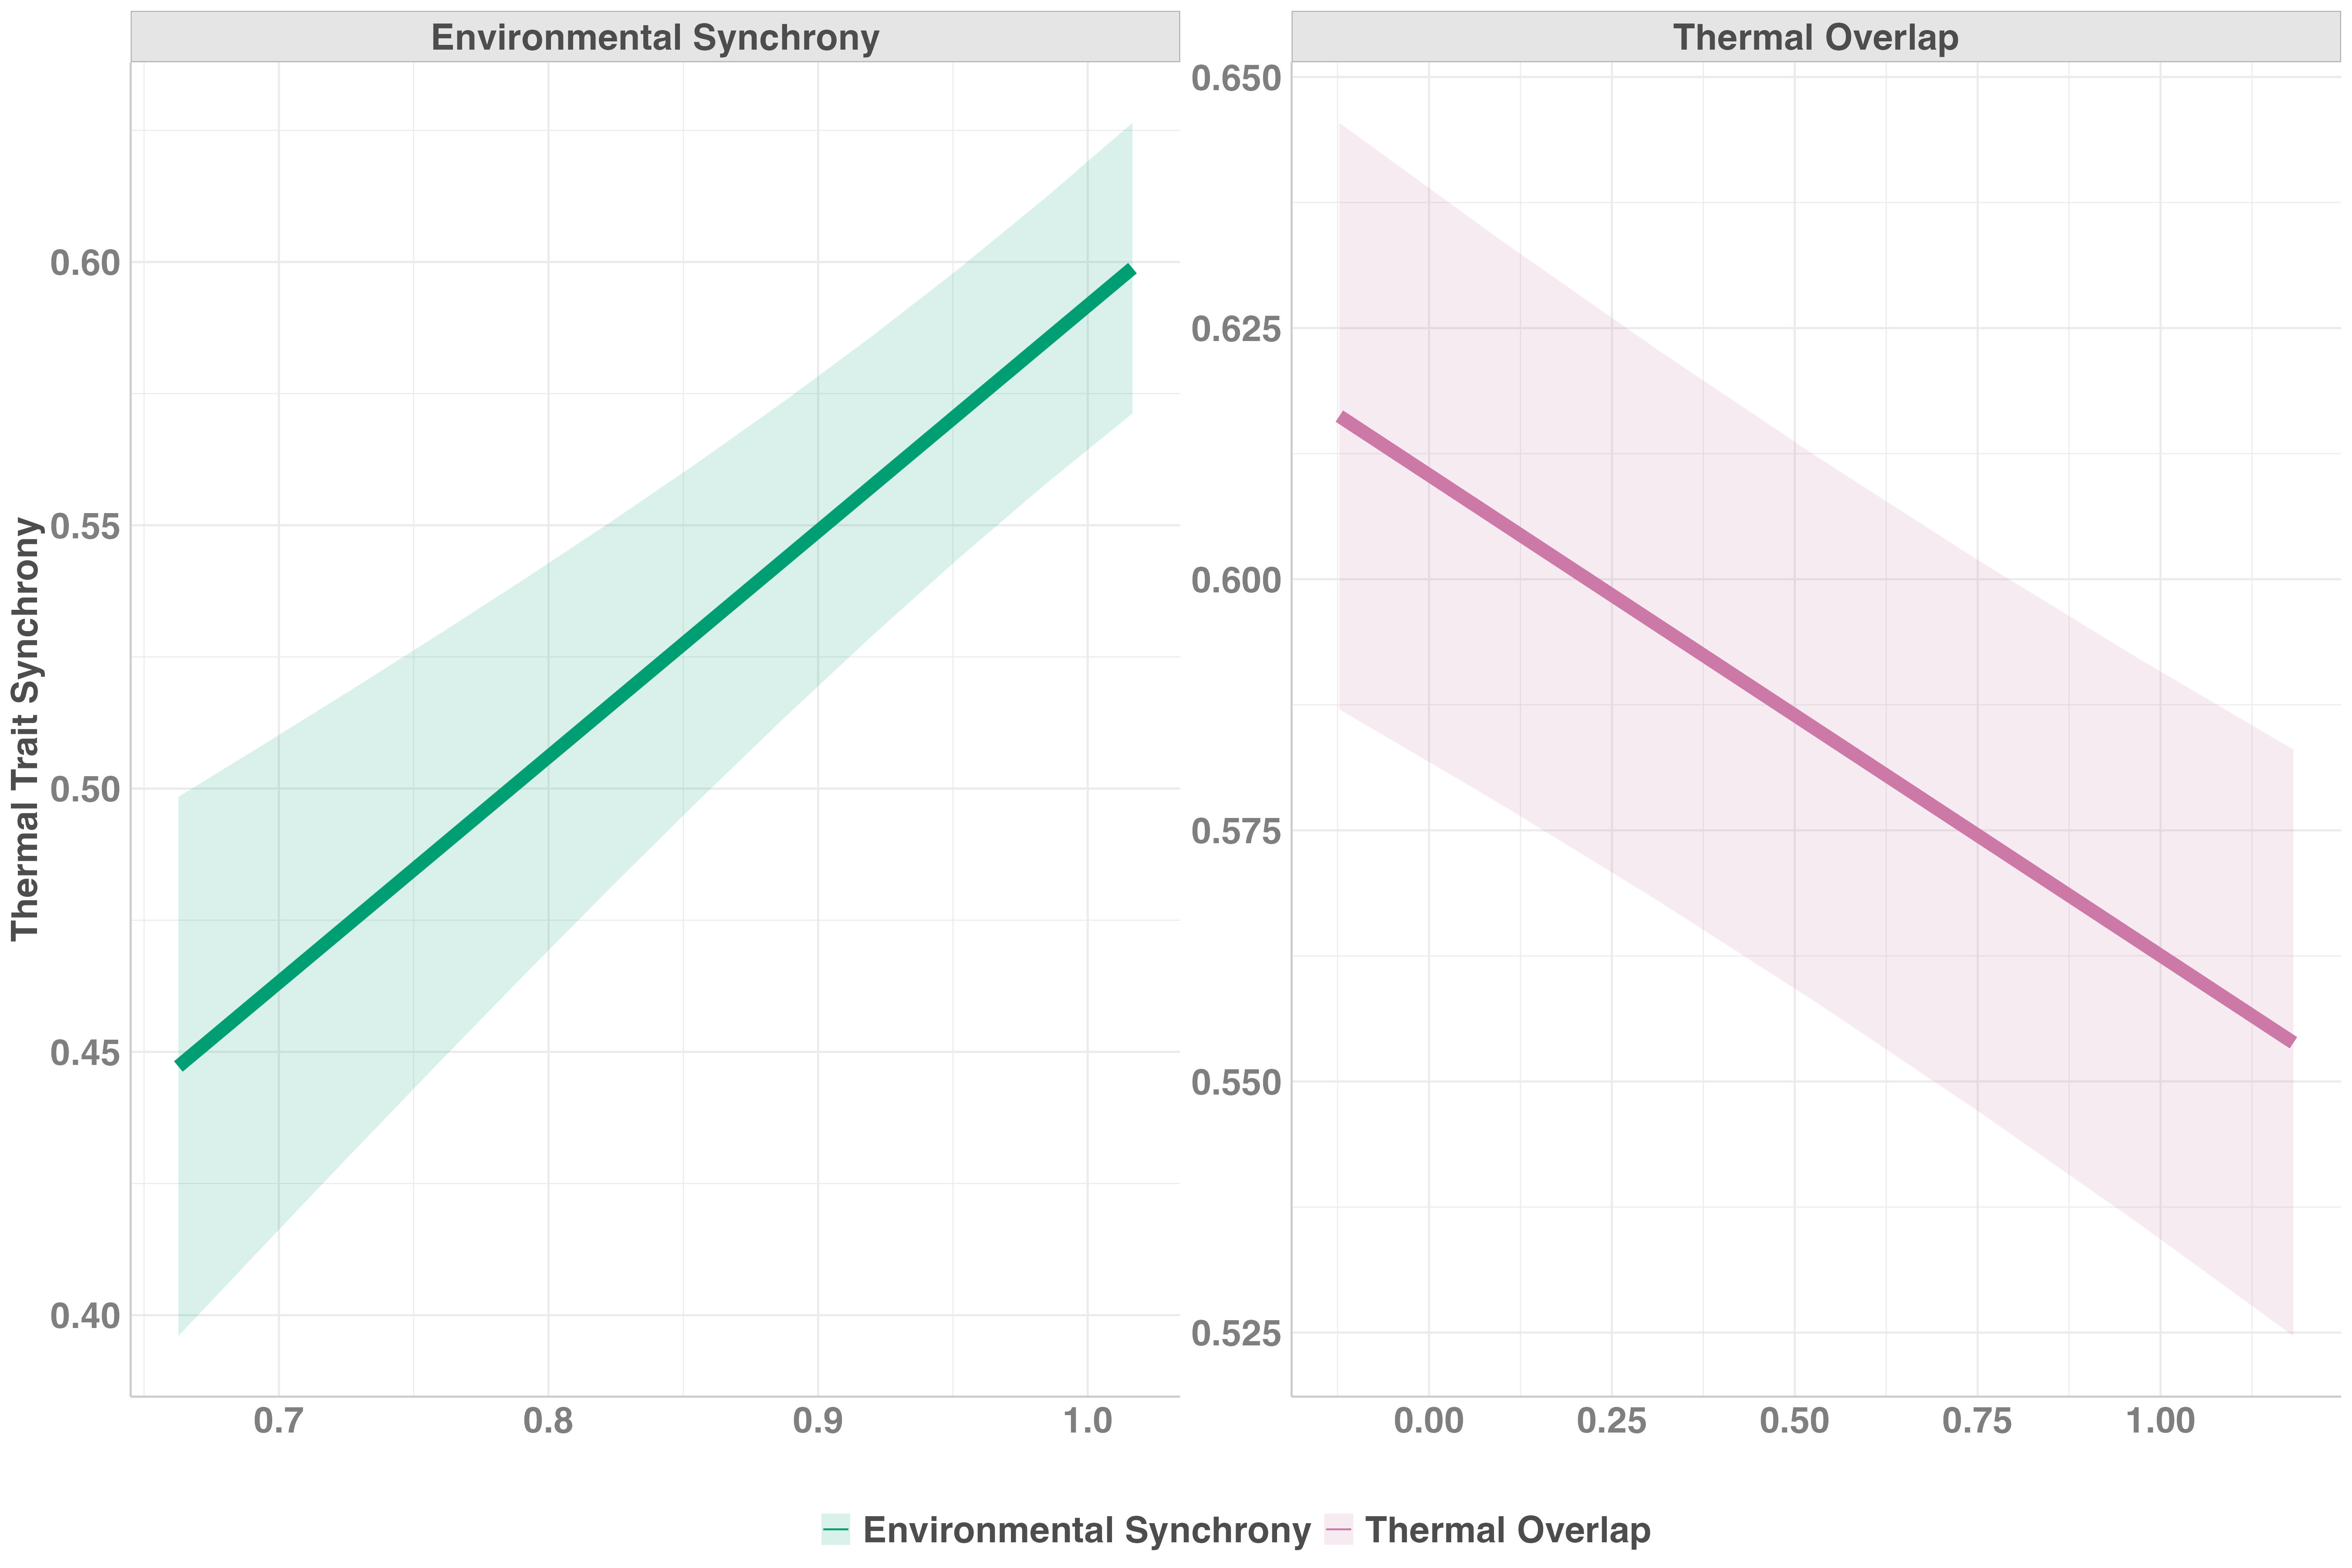 Environmental Synchrony
Thermal Overlap
Thermal Trait Synchrony
0.60
0.55
0.50
0.45
0.40
0.7 0.8 0.9 1.0
0.650
0.625
0.600
0.575
0.550
0.525
0.00 0.25 0.50 0.75 1.00
Environmental Synchrony Thermal Overlap